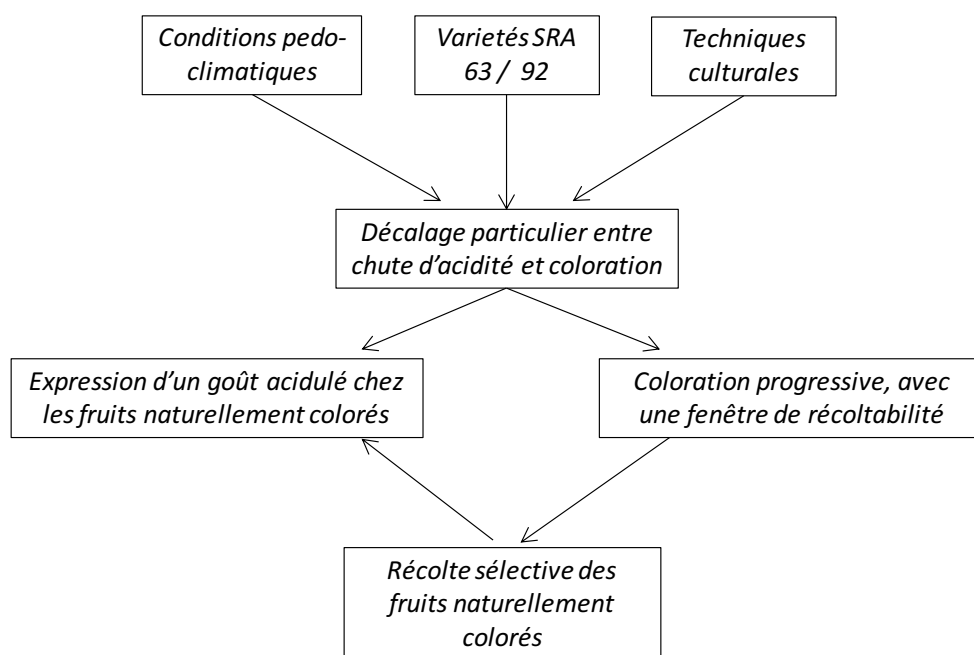 Conditions pedo-
climatiques
Varietés SRA
63 / 92
Techniques
culturales
Décalage particulier entre
chute d'acidité et coloration
Expression d'un goût acidulé chez
les fruits naturellement colorés
Coloration progressive, avec
une fenêtre de récoltabilité
Récolte sélective des
fruits naturellement
colorés